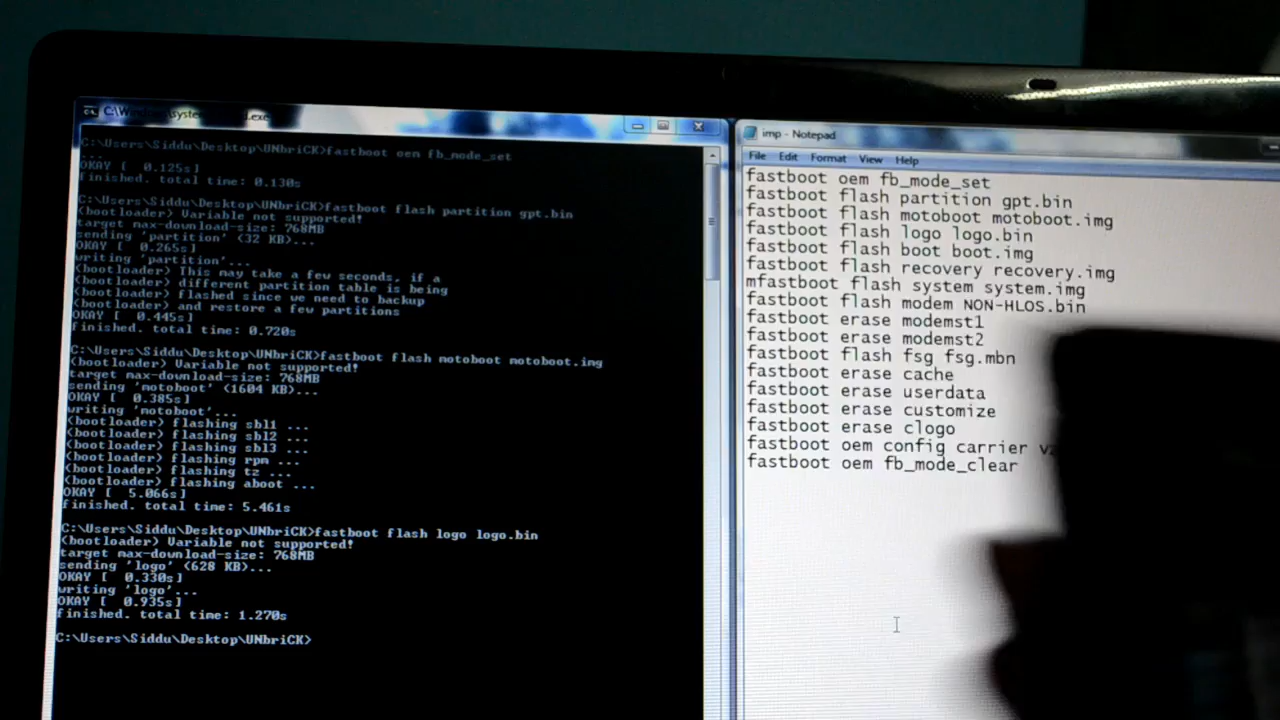 C:\Win system .exe
C:\Users\Siddu\Desktop\UNbriCK>fastboot oem fb_mode_set
...
OKAY [  0.125s]
finished. total time: 0.130s
C:\Users\Siddu\Desktop\UNbriCK>fastboot flash partition gpt.bin
(bootloader) Variable not supported!
target max-download-size: 768MB
sending 'partition' (32 KB)...
OKAY [  0.265s]
writing 'partition'...
(bootloader) This may take a few seconds, if a
(bootloader) different partition table is being
(bootloader) flashed since we need to backup
(bootloader) and restore a few partitions
OKAY [  0.445s]
finished. total time: 0.720s
C:\Users\Siddu\Desktop\UNbriCK>fastboot flash motoboot motoboot.img
(bootloader) Variable not supported!
target max-download-size: 768MB
sending 'motoboot' (1604 KB)...
OKAY [  0.385s]
writing 'motoboot'...
(bootloader) flashing sbl1 ...
(bootloader) flashing sbl2 ...
(bootloader) flashing sbl3 ...
(bootloader) flashing rpm ...
(bootloader) flashing tz ...
(bootloader) flashing aboot ...
OKAY [  5.066s]
finished. total time: 5.461s
C:\Users\Siddu\Desktop\UNbriCK>fastboot flash logo logo.bin
(bootloader) Variable not supported!
target max-download-size: 768MB
sending 'logo' (628 KB)...
OKAY [  0.330s]
writing 'logo'...
OKAY [  0.935s]
finished. total time: 1.270s
C:\Users\Siddu\Desktop\UNbriCK>
imp - Notepad
File Edit Format View Help
fastboot oem fb_mode_set
fastboot flash partition gpt.bin
fastboot flash motoboot motoboot.img
fastboot flash logo logo.bin
fastboot flash boot boot.img
fastboot flash recovery recovery.img
mfastboot flash system system.img
fastboot flash modem NON-HLOS.bin
fastboot erase modemst1
fastboot erase modemst2
fastboot flash fsg fsg.mbn
fastboot erase cache
fastboot erase userdata
fastboot erase customize
fastboot erase clogo
fastboot oem config carrier
fastboot oem fb_mode_clear